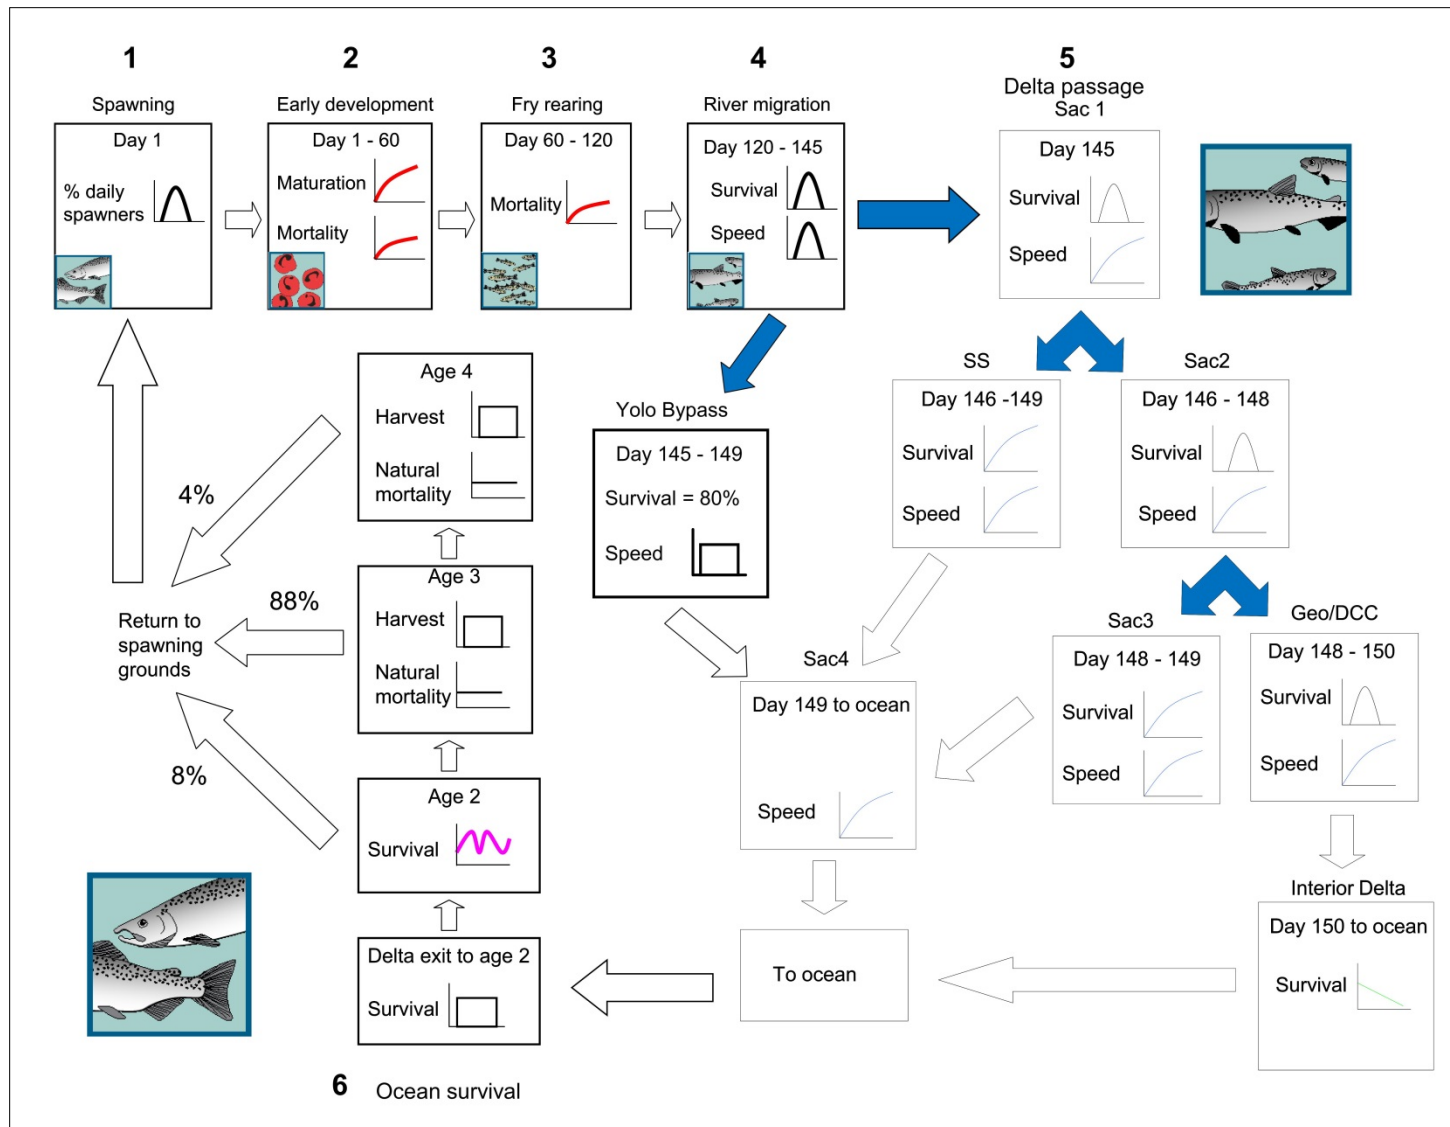 1
Spawning
Day 1
% daily
spawners
2
Early development
Day 1 - 60
Maturation
Mortality
3
Fry rearing
Day 60 - 120
Mortality
4
River migration
Day 120 - 145
Survival
Speed
5
Delta passage
Sac 1
Day 145
Survival
Speed
SS
Day 146 -149
Survival
Speed
Sac2
Day 146 - 148
Survival
Speed
Yolo Bypass
Day 145 - 149
Survival = 80%
Speed
Sac3
Day 148 - 149
Survival
Speed
Geo/DCC
Day 148 - 150
Survival
Speed
Sac4
Day 149 to ocean
Speed
Interior Delta
Day 150 to ocean
Survival
To ocean
Age 4
Harvest
Natural
mortality
4%
Age 3
Harvest
Natural
mortality
88%
Return to
spawning
grounds
8%
Age 2
Survival
Delta exit to age 2
Survival
6
Ocean survival